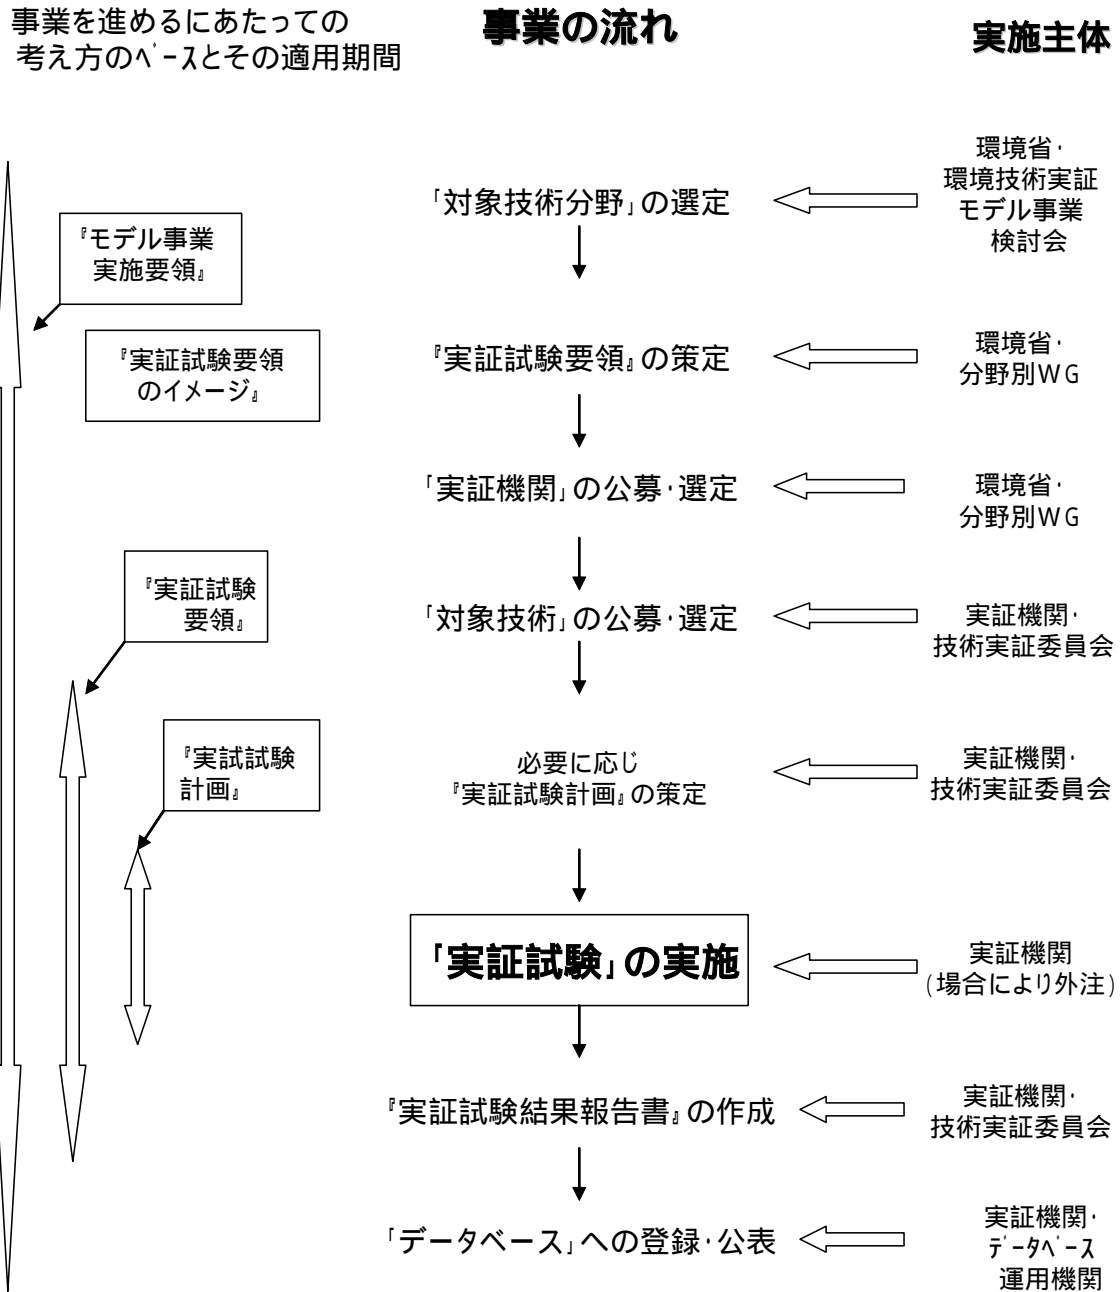 事業を進めるにあたっての
考え方のﾍﾞｰｽとその適用期間
事業の流れ
実施主体
『モデル事業
実施要領』
『実証試験要領
のイメージ』
『実証試験
要領』
『実試試験
計画』
「対象技術分野」の選定
『実証試験要領』の策定
「実証機関」の公募・選定
「対象技術」の公募・選定
必要に応じ
『実証試験計画』の策定
「実証試験」の実施
『実証試験結果報告書』の作成
「データベース」への登録・公表
環境省・
環境技術実証
モデル事業
検討会
環境省・
分野別WG
環境省・
分野別WG
実証機関・
技術実証委員会
実証機関・
技術実証委員会
実証機関
(場合により外注)
実証機関・
技術実証委員会
実証機関・
ﾃﾞｰﾀﾍﾞｰｽ
運用機関